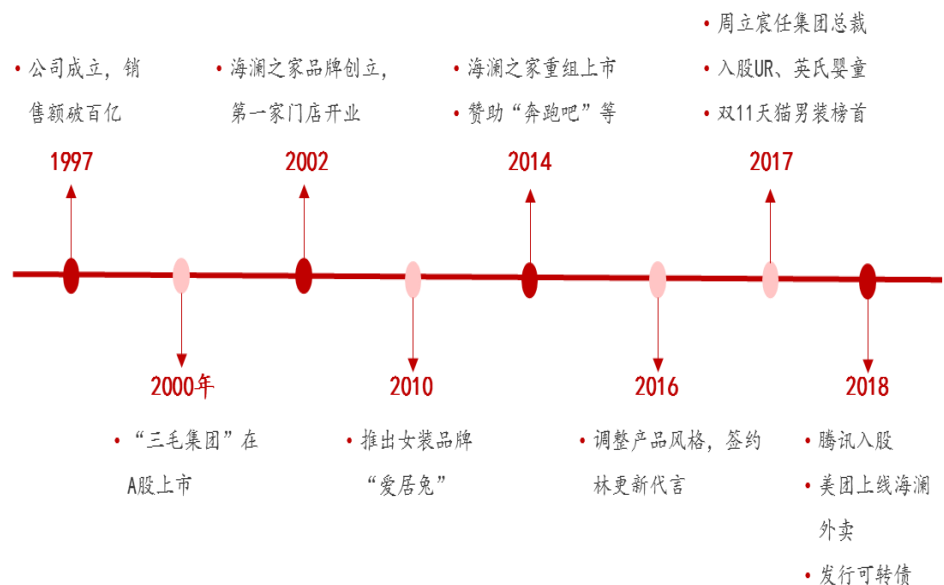 • 公司成立，销
售额破百亿
1997
• 海澜之家品牌创立，
第一家门店开业
2002
• 海澜之家重组上市
• 赞助“奔跑吧”等
2014
• 周立宸任集团总裁
• 入股UR、英氏婴童
• 双11天猫男装榜首
2017
2000年
• “三毛集团”在
A股上市
2010
• 推出女装品牌
“爱居兔”
2016
• 调整产品风格，签约
林更新代言
2018
• 腾讯入股
• 美团上线海澜
外卖
• 发行可转债